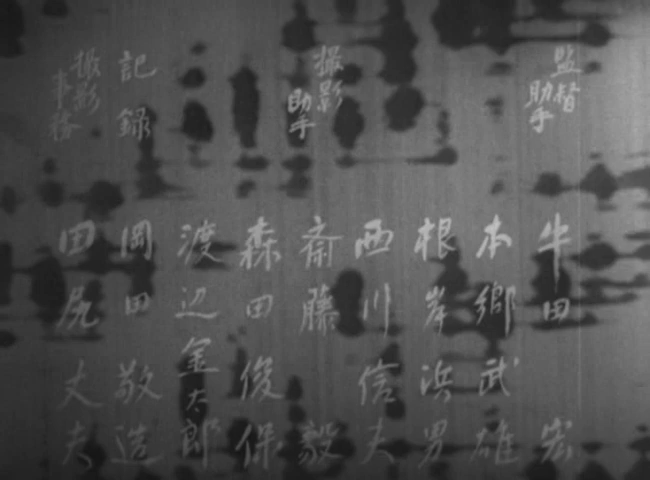 監督助手
牛田 宏
本郷武雄
根岸浜男
撮影助手
西川信夫
斎藤 毅
森田俊保
渡辺金太郎
記録
岡田敬造
撮影事務
田尻丈夫